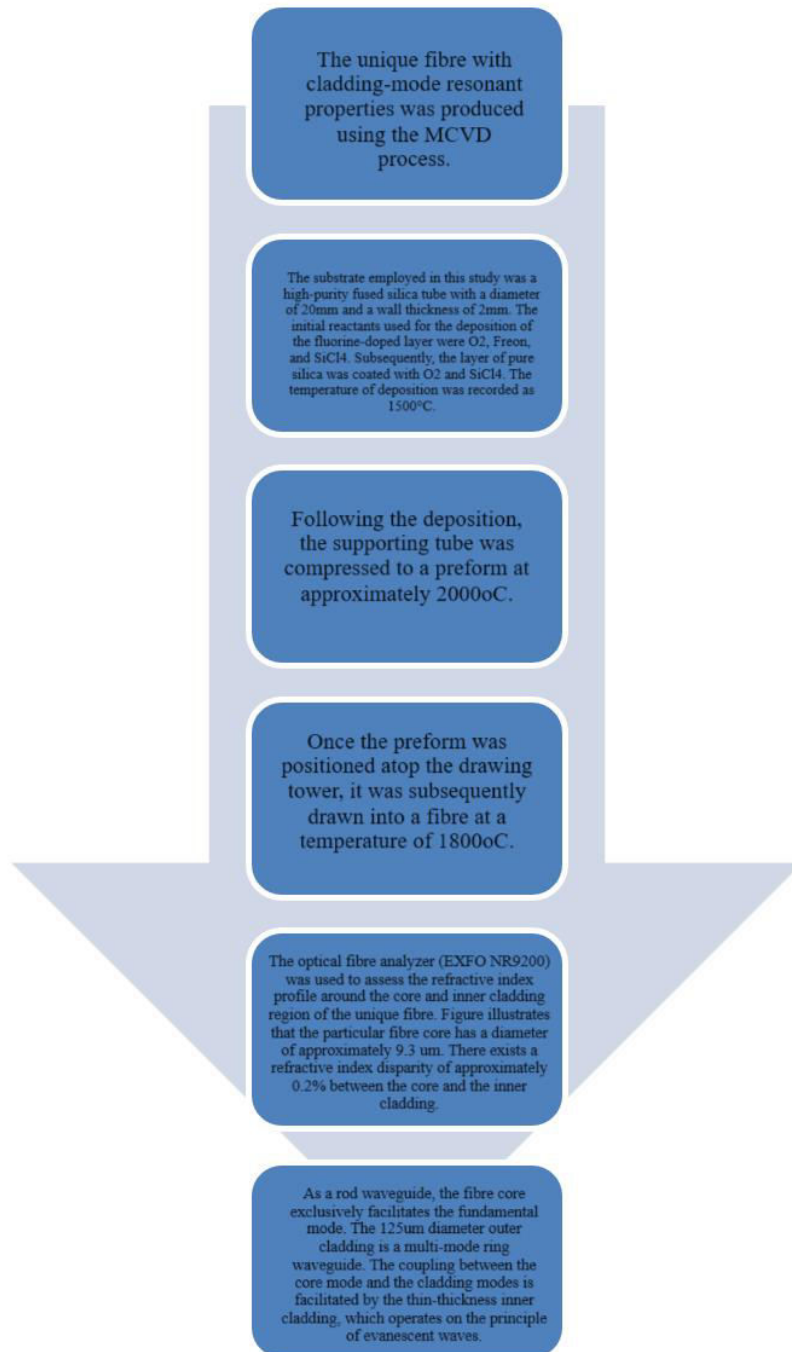 The unique fibre with
cladding-mode resonant
properties was produced
using the MCVD
process.
The substrate employed in this study was a
high-purity fused silica tube with a diameter
of 20mm and a wall thickness of 2mm. The
initial reactants used for the deposition of
the fluorine-doped layer were O2, Freon,
and SiCl4. Subsequently, the layer of pure
silica was coated with O2 and SiCl4. The
temperature of deposition was recorded as
1500°C.
Following the deposition,
the supporting tube was
compressed to a preform at
approximately 2000oC.
Once the preform was
positioned atop the drawing
tower, it was subsequently
drawn into a fibre at a
temperature of 1800oC.
The optical fibre analyzer (EXFO NR9200)
was used to assess the refractive index
profile around the core and inner cladding
region of the unique fibre. Figure illustrates
that the particular fibre core has a diameter
of approximately 9.3 um. There exists a
refractive index disparity of approximately
0.2% between the core and the inner
cladding.
As a rod waveguide, the fibre core
exclusively facilitates the fundamental
mode. The 125um diameter outer
cladding is a multi-mode ring
waveguide. The coupling between the
core mode and the cladding modes is
facilitated by the thin-thickness inner
cladding, which operates on the principle
of evanescent waves.